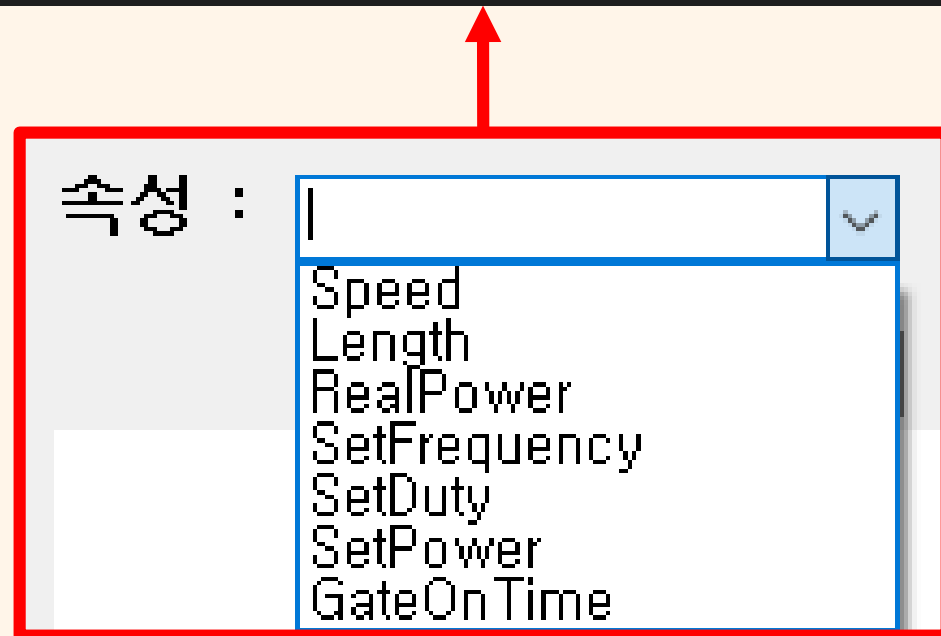 속성 :
Speed
Length
RealPower
SetFrequency
SetDuty
SetPower
GateOnTime